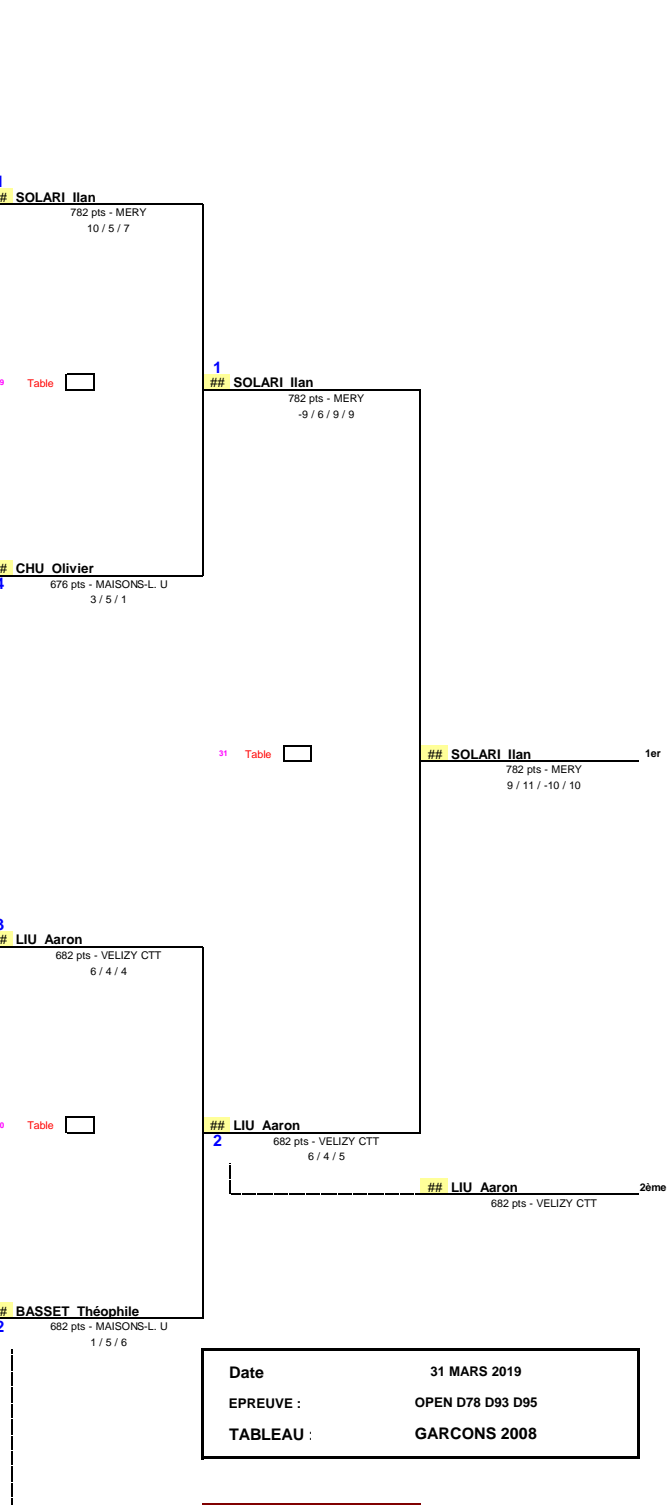 # SOLARI Ilan
782 pts - MERY
10 / 5 / 7
1
9 Table
## SOLARI Ilan
782 pts - MERY
-9 / 6 / 9 / 9
# CHU Olivier
4 676 pts - MAISONS-L. U
3 / 5 / 1
31 Table
## SOLARI Ilan 1er
782 pts - MERY
9 / 11 / -10 / 10
3
# LIU Aaron
682 pts - VELIZY CTT
6 / 4 / 4
0 Table
## LIU Aaron
2 682 pts - VELIZY CTT
6 / 4 / 5
## LIU Aaron 2ème
682 pts - VELIZY CTT
# BASSET Théophile
2 682 pts - MAISONS-L. U
1 / 5 / 6
Date 31 MARS 2019
EPREUVE : OPEN D78 D93 D95
TABLEAU : GARCONS 2008